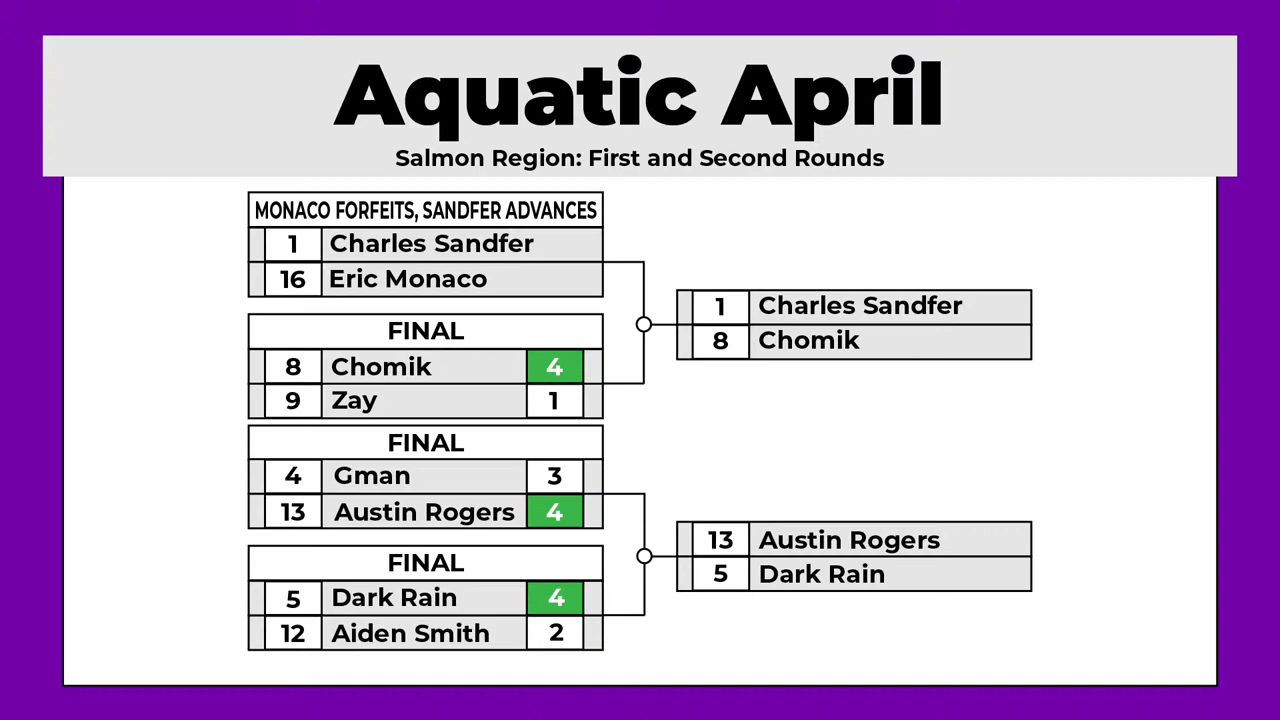 Aquatic April
Salmon Region: First and Second Rounds
MONACO FORFEITS, SANDFER ADVANCES
1 Charles Sandfer
16 Eric Monaco
FINAL
8 Chomik 4
9 Zay 1
FINAL
4 Gman 3
13 Austin Rogers 4
FINAL
5 Dark Rain 4
12 Aiden Smith 2
1 Charles Sandfer
8 Chomik
13 Austin Rogers
5 Dark Rain